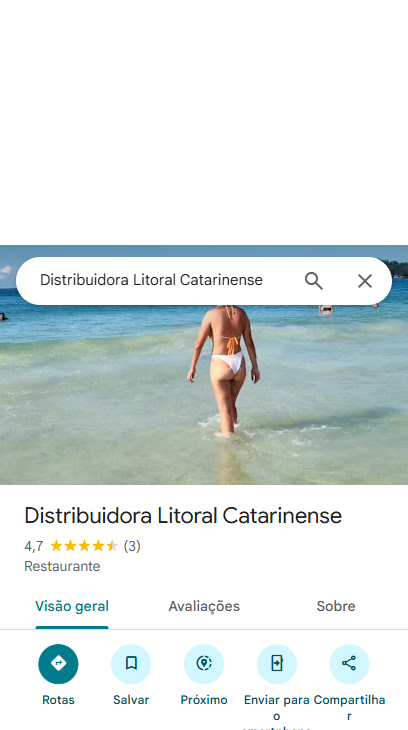 Distribuidora Litoral Catarinense
Distribuidora Litoral Catarinense
4,7 (3)
Restaurante
Visão geral Avaliações Sobre
Rotas Salvar Próximo Enviar para o smartphone Compartilhar